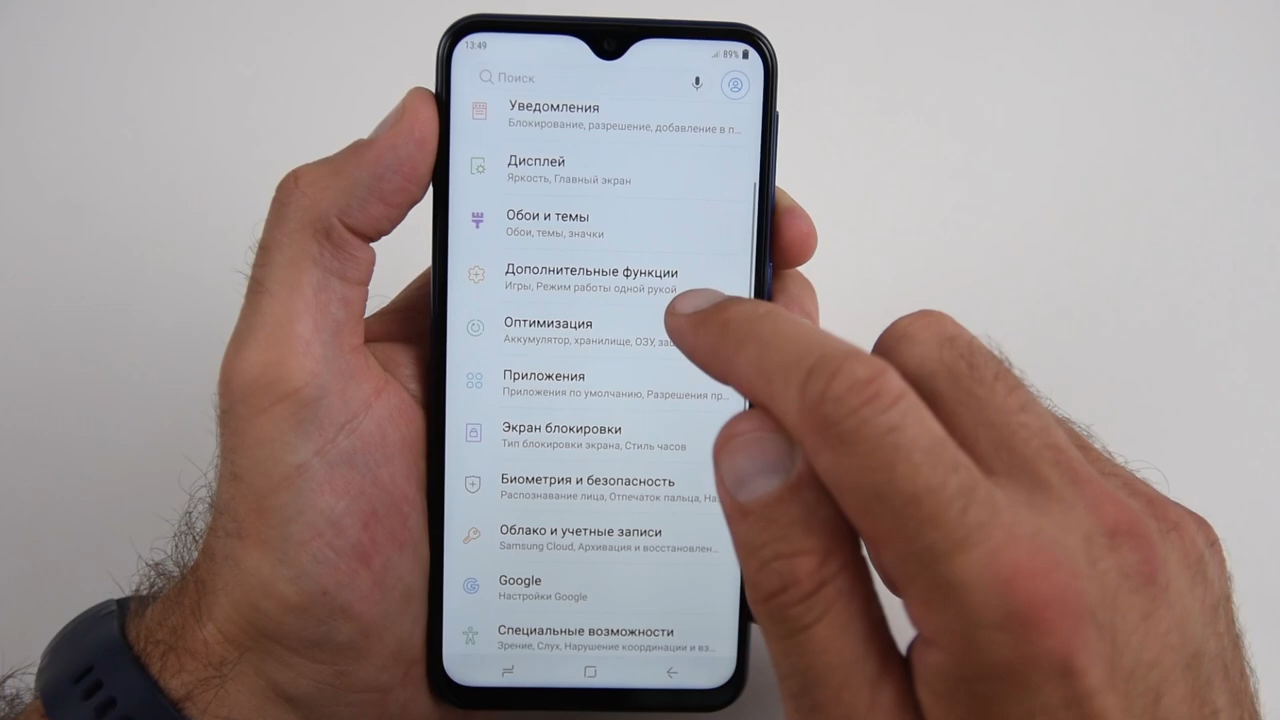 13:49
89%
Поиск
Уведомления
Блокирование, разрешение, добавление в п...
Дисплей
Яркость, Главный экран
Обои и темы
Обои, темы, значки
Дополнительные функции
Игры, Режим работы одной рукой
Оптимизация
Аккумулятор, хранилище, ОЗУ,
Приложения
Приложения по умолчанию, Разрешения пр...
Экран блокировки
Тип блокировки экрана, Стиль часов
Биометрия и безопасность
Распознавание лица, Отпечаток пальца,
Облако и учетные записи
Samsung Cloud, Архивация и восстановлен...
Google
Настройки Google
Специальные возможности
Зрение, Слух, Нарушение координации и вз...